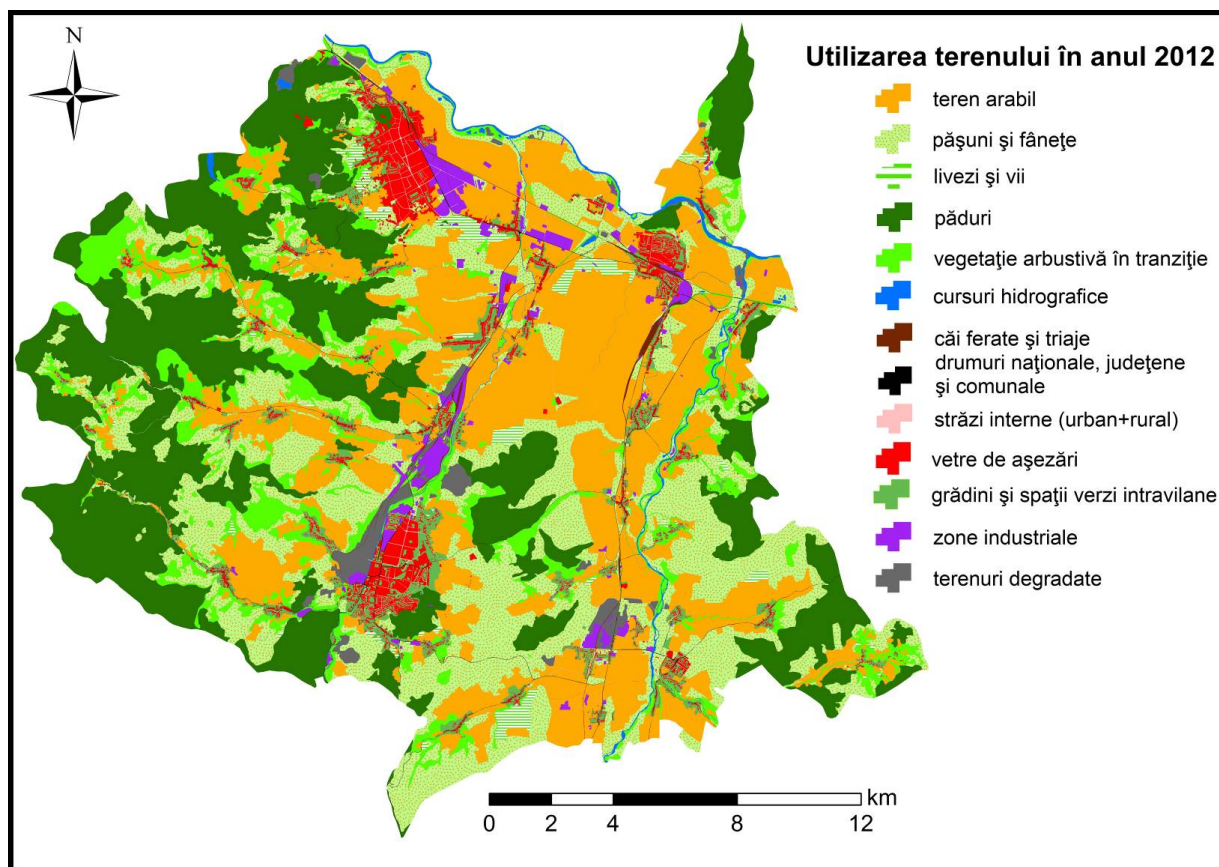 N
Utilizarea terenului în anul 2012
teren arabil
păşuni şi fâneţe
livezi şi vii
păduri
vegetaţie arbustivă în tranziţie
cursuri hidrografice
căi ferate şi triaje
drumuri naţionale, judeţene
şi comunale
străzi interne (urban+rural)
vetre de aşezări
grădini şi spaţii verzi intravilane
zone industriale
terenuri degradate
km
0 2 4 8 12